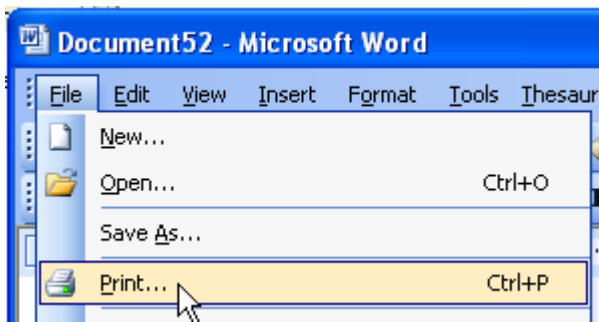 Document52 - Microsoft Word
File Edit View Insert Format Tools Thesaur
New...
Open... Ctrl+O
Save As...
Print... Ctrl+P